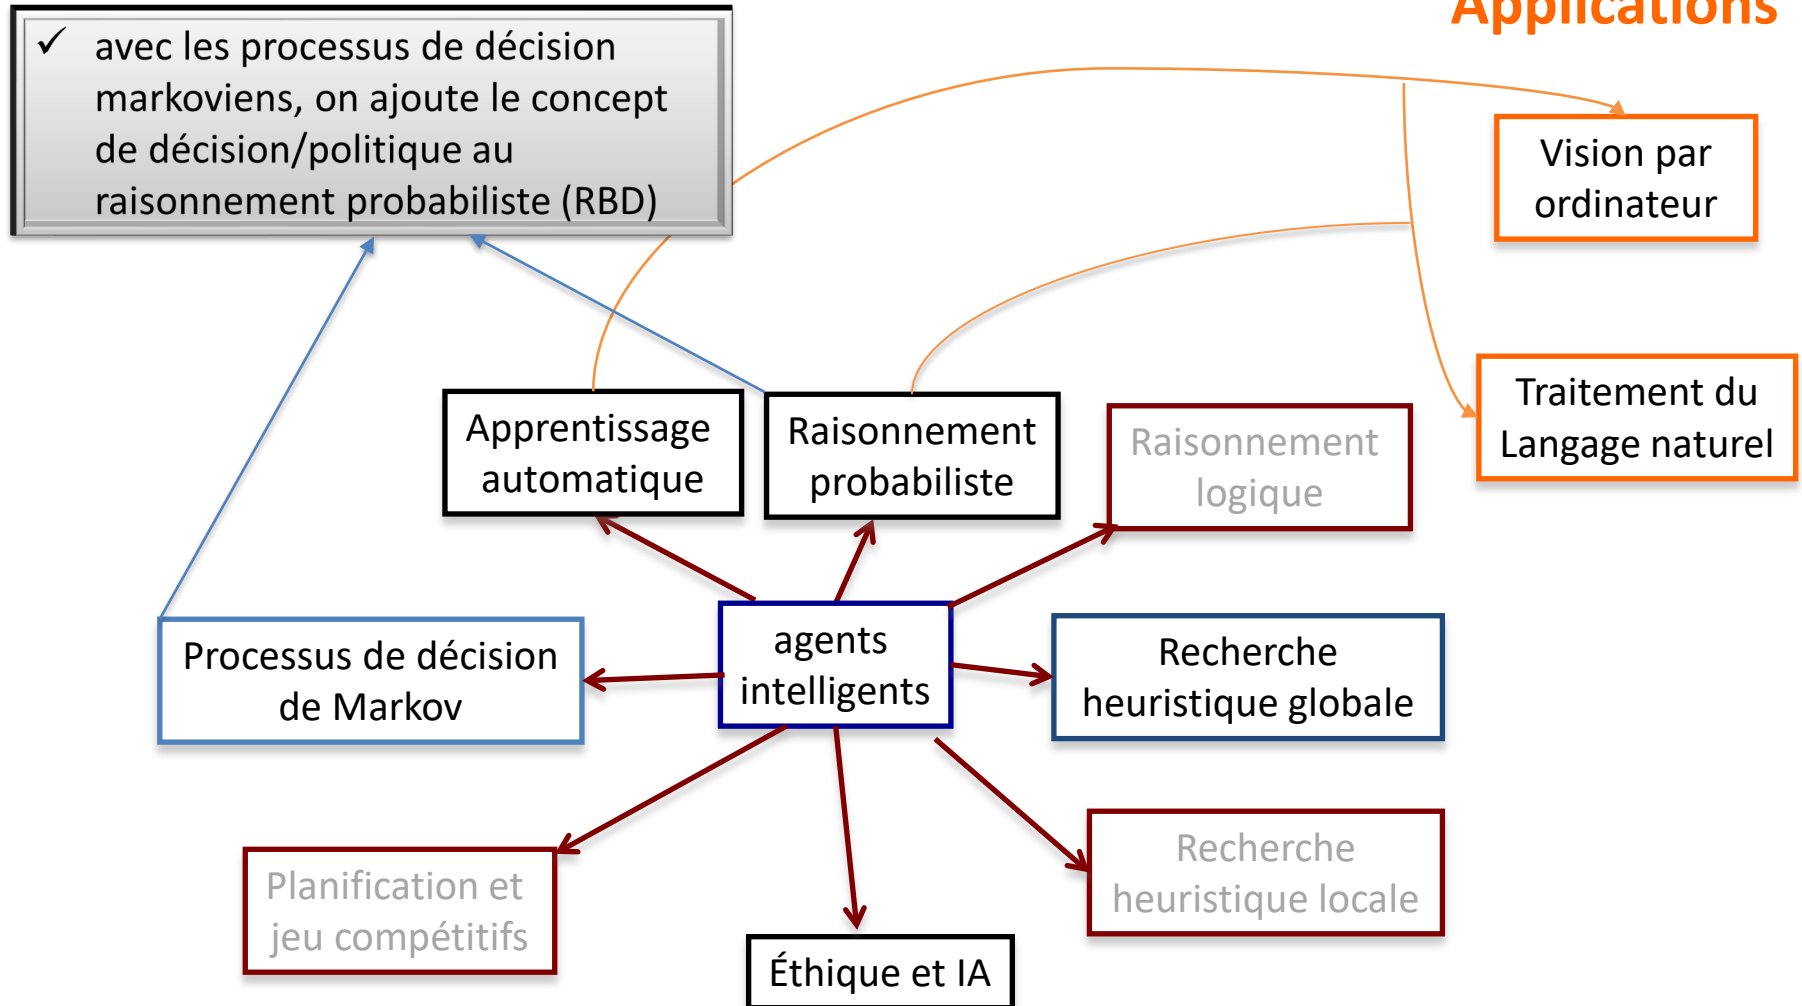 Applications
✓ avec les processus de décision
markoviens, on ajoute le concept
de décision/politique au
raisonnement probabiliste (RBD)
Vision par
ordinateur
Traitement du
Langage naturel
Apprentissage
automatique
Raisonnement
probabiliste
Raisonnement
logique
Processus de décision
de Markov
agents
intelligents
Recherche
heuristique globale
Planification et
jeu compétitifs
Recherche
heuristique locale
Éthique et IA